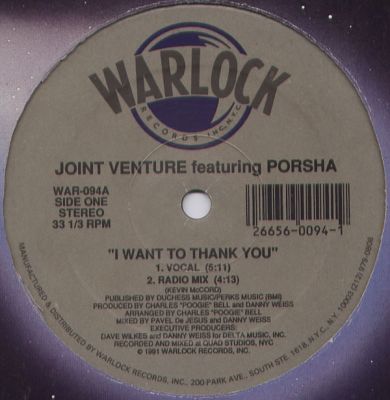 WARLOCK
RECORDS INC. N.Y.C.
JOINT VENTURE featuring PORSHA
WAR-094A
SIDE ONE
STEREO
33 1/3 RPM
26656-0094-1
"I WANT TO THANK YOU"
1. VOCAL (5:11)
2. RADIO MIX (4:13)
(KEVIN McCORD)
PUBLISHED BY DUCHESS MUSIC/PERKS MUSIC (BMI)
PRODUCED BY CHARLES "POOGIE" BELL AND DANNY WEISS
ARRANGED BY CHARLES "POOGIE" BELL
MIXED BY PAVEL De JESUS AND DANNY WEISS
EXECUTIVE PRODUCERS:
DAVE WILKES AND DANNY WEISS for DELTA MUSIC, INC.
RECORDED AND MIXED at QUAD STUDIOS, NYC
© 1991 WARLOCK RECORDS, INC.
MANUFACTURED & DISTRIBUTED BY WARLOCK RECORDS, INC., 200 PARK AVE., SOUTH STE. 1618, N.Y.C., N.Y. 10003 (212) 979-0808